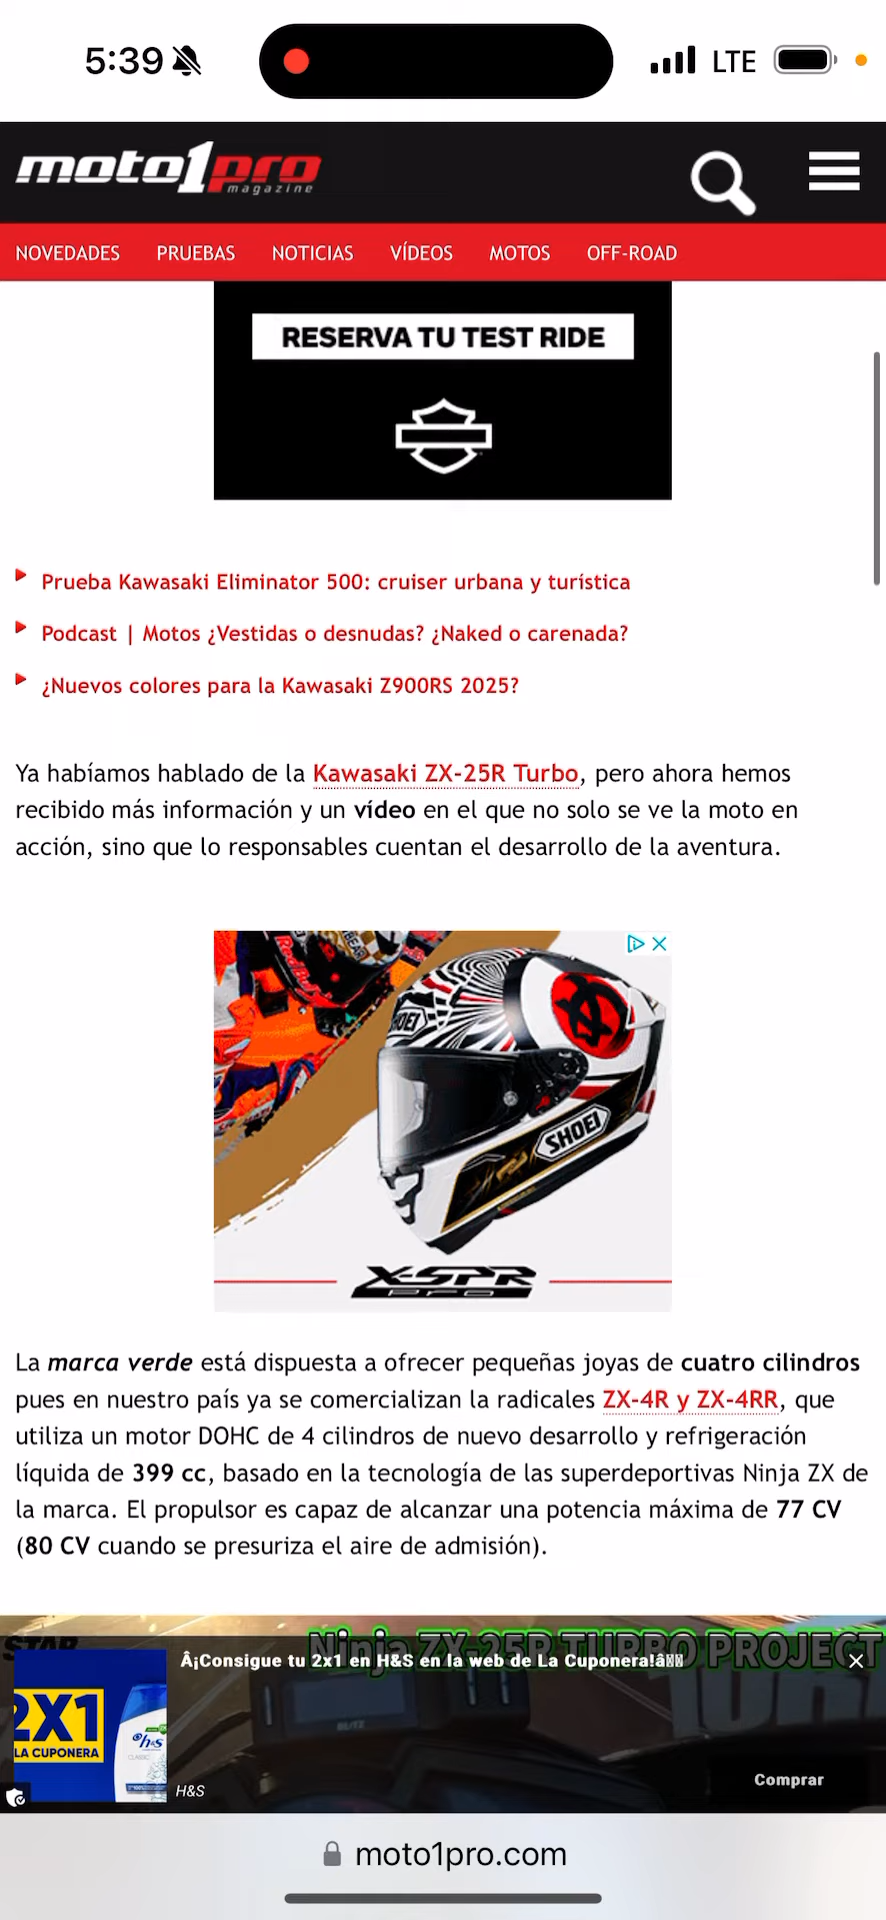 5:39
LTE
moto1pro
magazine
NOVEDADES PRUEBAS NOTICIAS VÍDEOS MOTOS OFF-ROAD
RESERVA TU TEST RIDE
Prueba Kawasaki Eliminator 500: cruiser urbana y turística
Podcast | Motos ¿Vestidas o desnudas? ¿Naked o carenada?
¿Nuevos colores para la Kawasaki Z900RS 2025?
Ya habíamos hablado de la Kawasaki ZX-25R Turbo, pero ahora hemos
recibido más información y un vídeo en el que no solo se ve la moto en
acción, sino que lo responsables cuentan el desarrollo de la aventura.
Red Bull
SHOEI
SHOEI
X-SPR
PRO
La marca verde está dispuesta a ofrecer pequeñas joyas de cuatro cilindros
pues en nuestro país ya se comercializan la radicales ZX-4R y ZX-4RR, que
utiliza un motor DOHC de 4 cilindros de nuevo desarrollo y refrigeración
líquida de 399 cc, basado en la tecnología de las superdeportivas Ninja ZX de
la marca. El propulsor es capaz de alcanzar una potencia máxima de 77 CV
(80 CV cuando se presuriza el aire de admisión).
Ninja ZX-25R TURBO PROJECT
Â¡Consigue tu 2x1 en H&S en la web de La Cuponera!â
2X1
LA CUPONERA
h&s
CLASSIC
BLITZ
H&S
Comprar
moto1pro.com